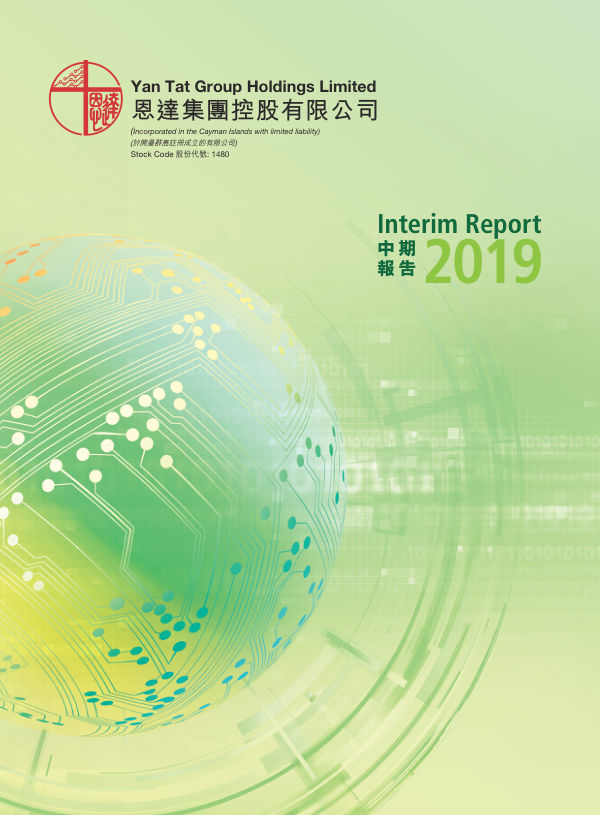 恩達
Yan Tat Group Holdings Limited
恩達集團控股有限公司
(Incorporated in the Cayman Islands with limited liability)
(於開曼群島註冊成立的有限公司)
Stock Code 股份代號: 1480
Interim Report
中期
報告 2019